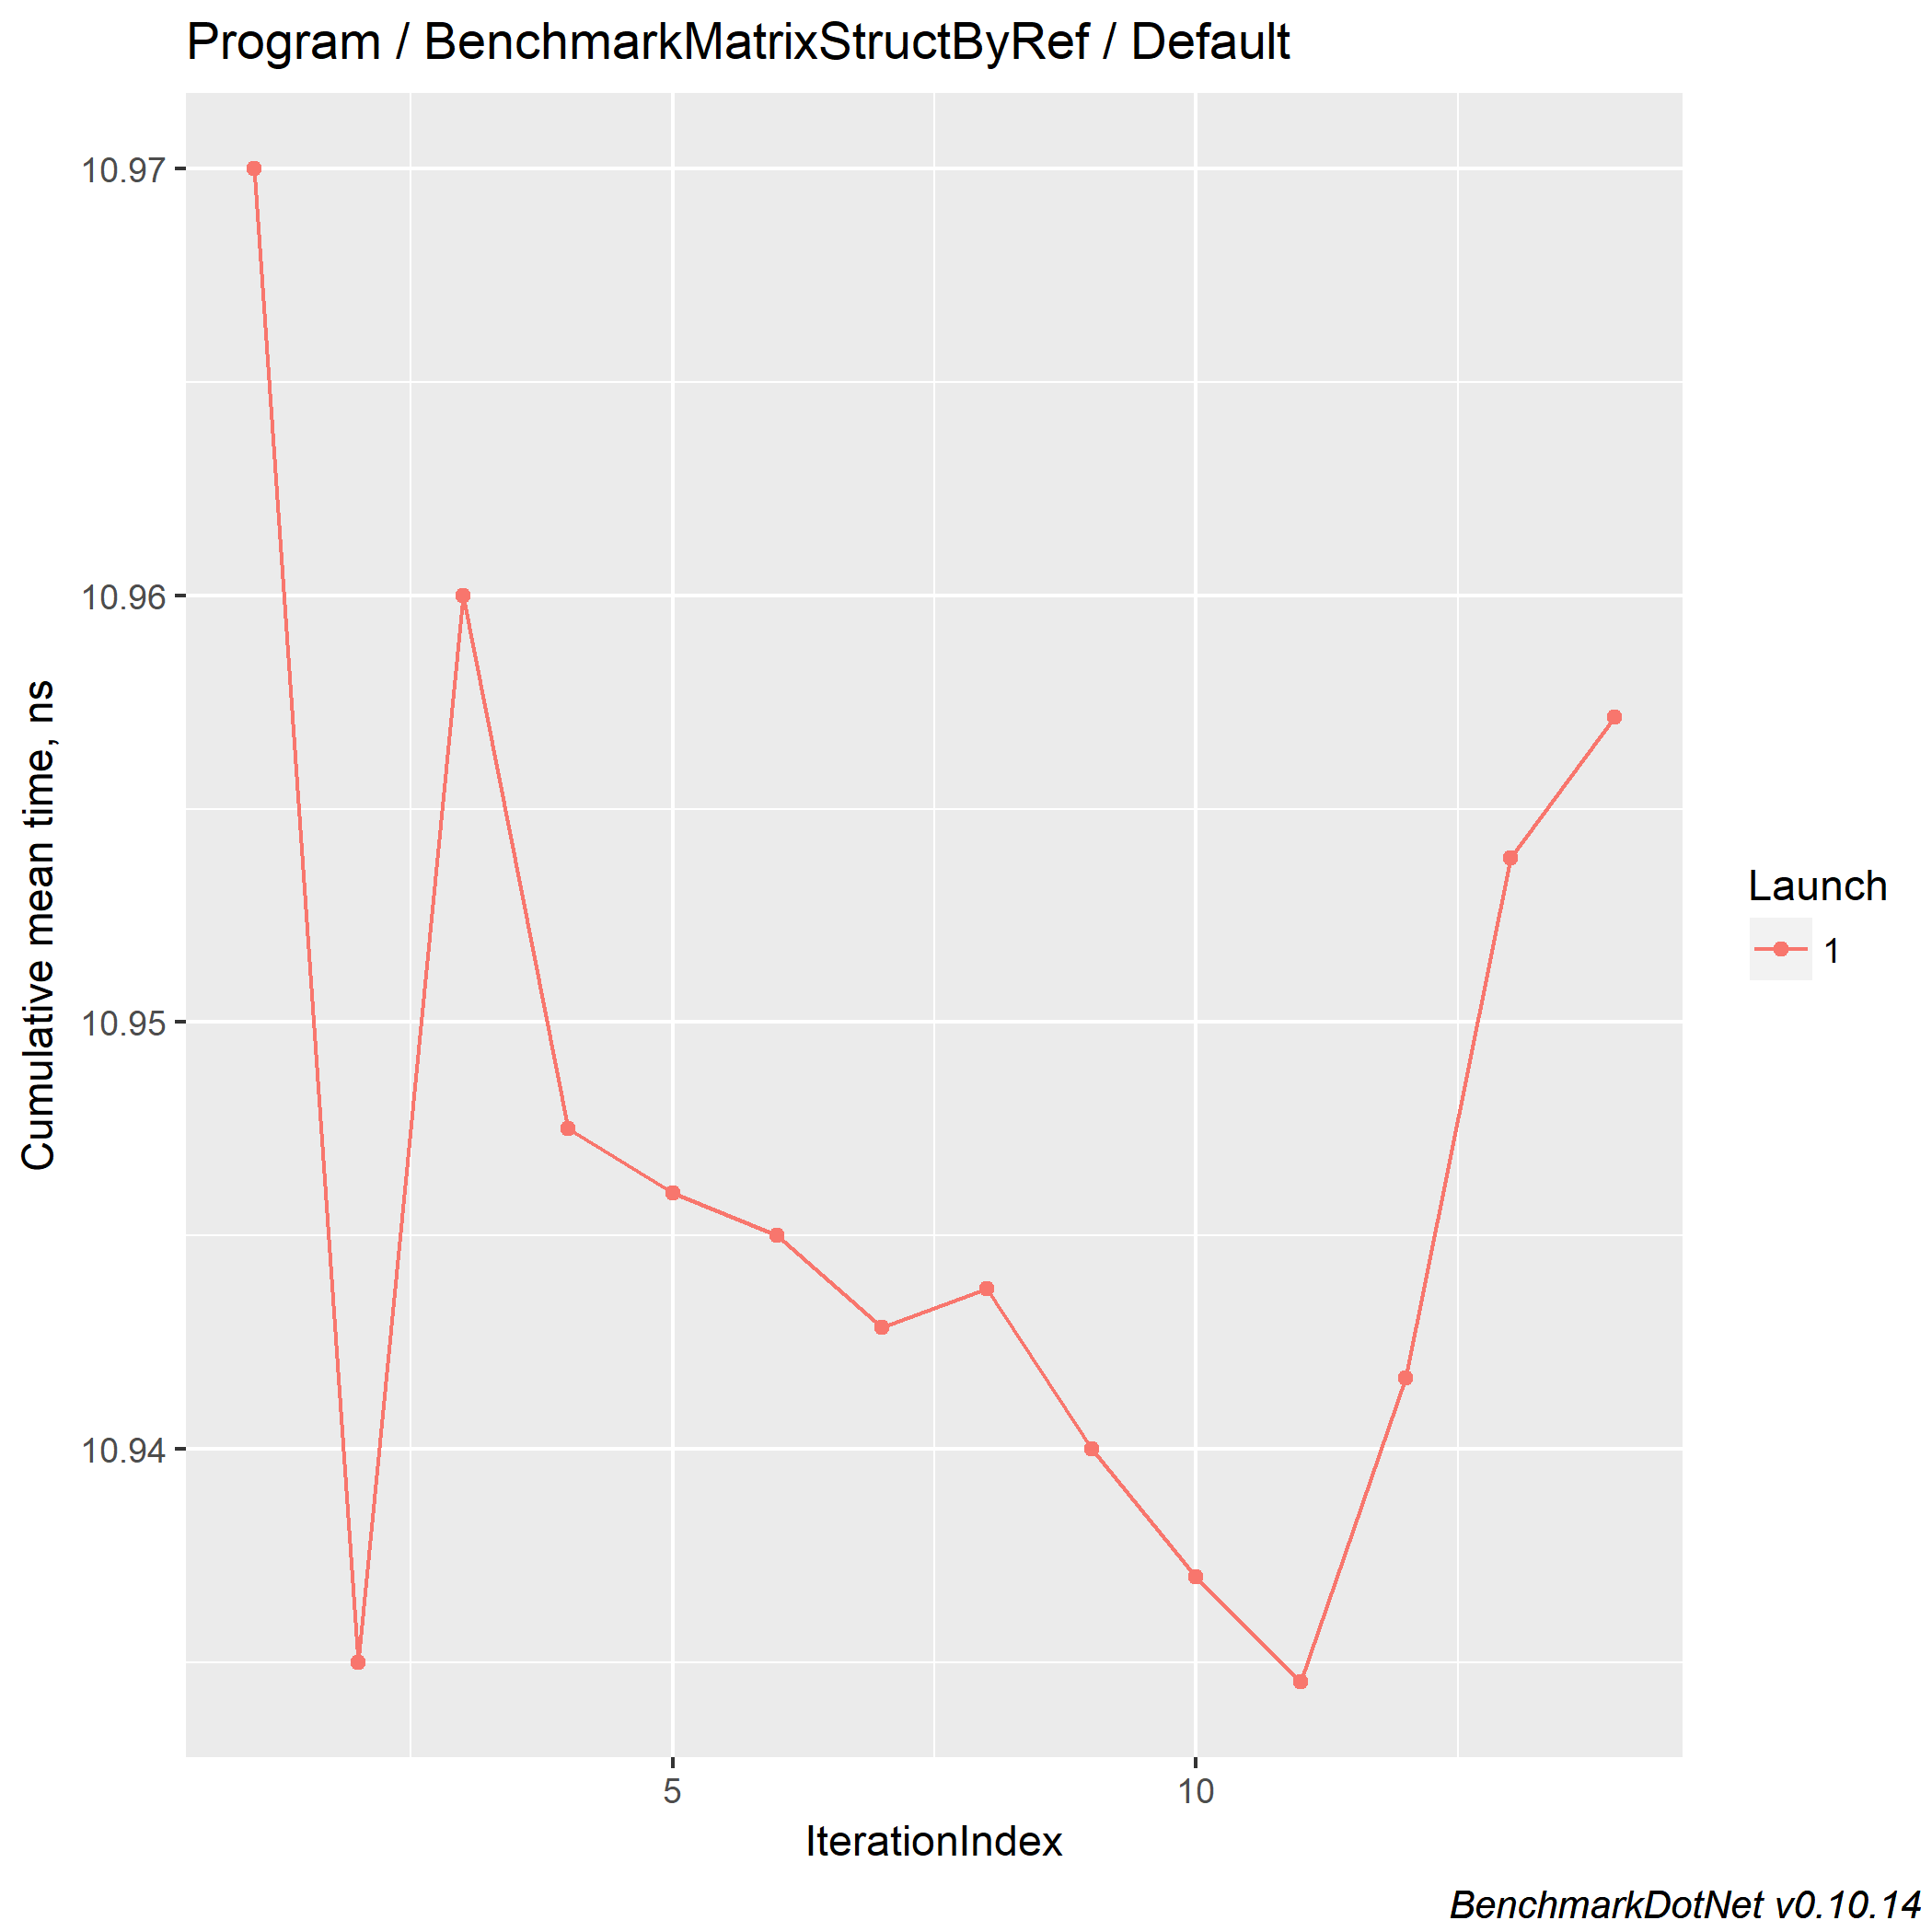 Program / BenchmarkMatrixStructByRef / Default
10.97
10.96
10.95
10.94
Cumulative mean time, ns
5
10
IterationIndex
Launch
1
BenchmarkDotNet v0.10.14